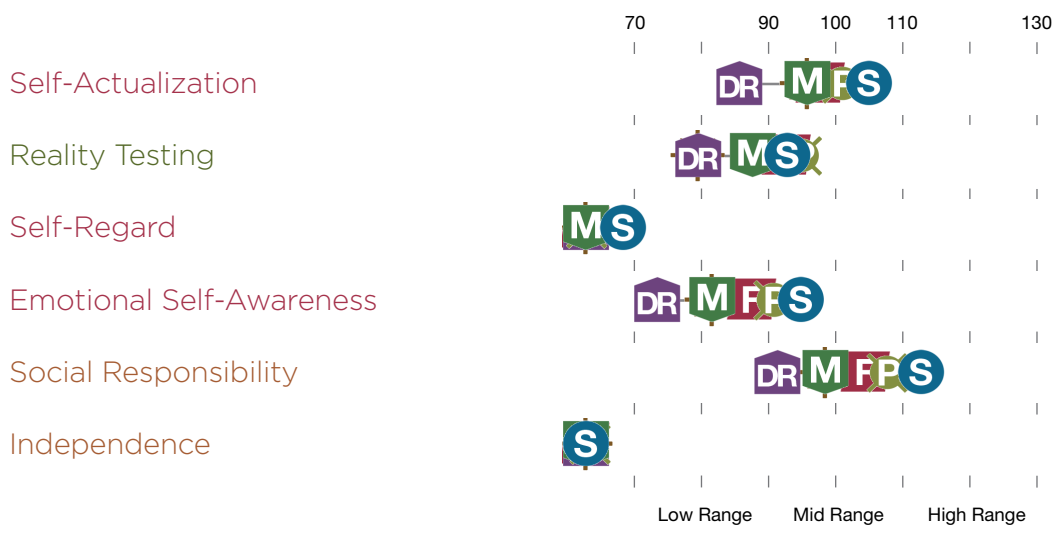 70 90 100 110 130
Self-Actualization DR M F S
Reality Testing DR M S
Self-Regard M S
Emotional Self-Awareness DR M F P S
Social Responsibility DR M F P S
Independence S
Low Range Mid Range High Range